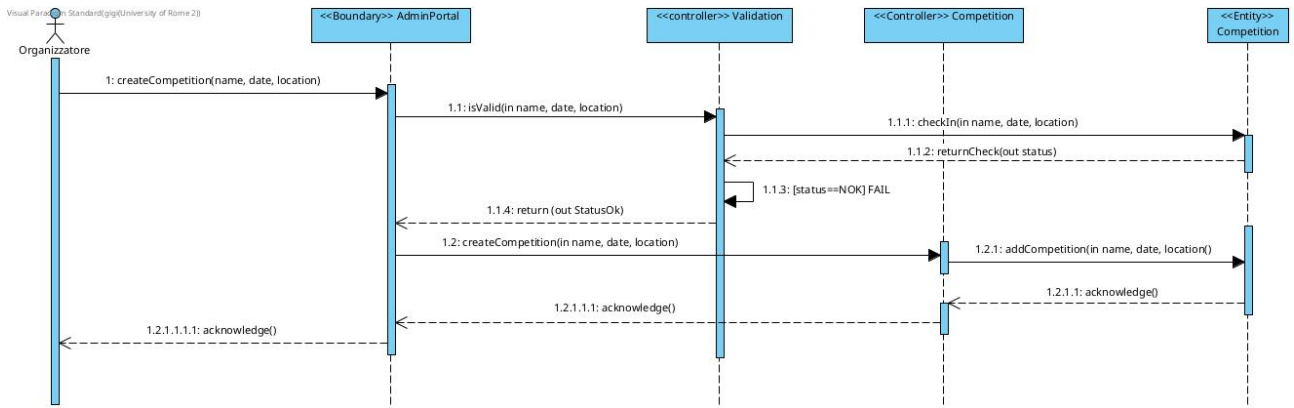 Visual Paradigm Standard(gigi(University of Rome 2))
Organizzatore
<<Boundary>> AdminPortal
<<controller>> Validation
<<Controller>> Competition
<<Entity>>
Competition
1: createCompetition(name, date, location)
1.1: isValid(in name, date, location)
1.1.1: checkIn(in name, date, location)
1.1.2: returnCheck(out status)
1.1.3: [status==NOK] FAIL
1.1.4: return (out StatusOk)
1.2: createCompetition(in name, date, location)
1.2.1: addCompetition(in name, date, location()
1.2.1.1: acknowledge()
1.2.1.1.1: acknowledge()
1.2.1.1.1.1: acknowledge()